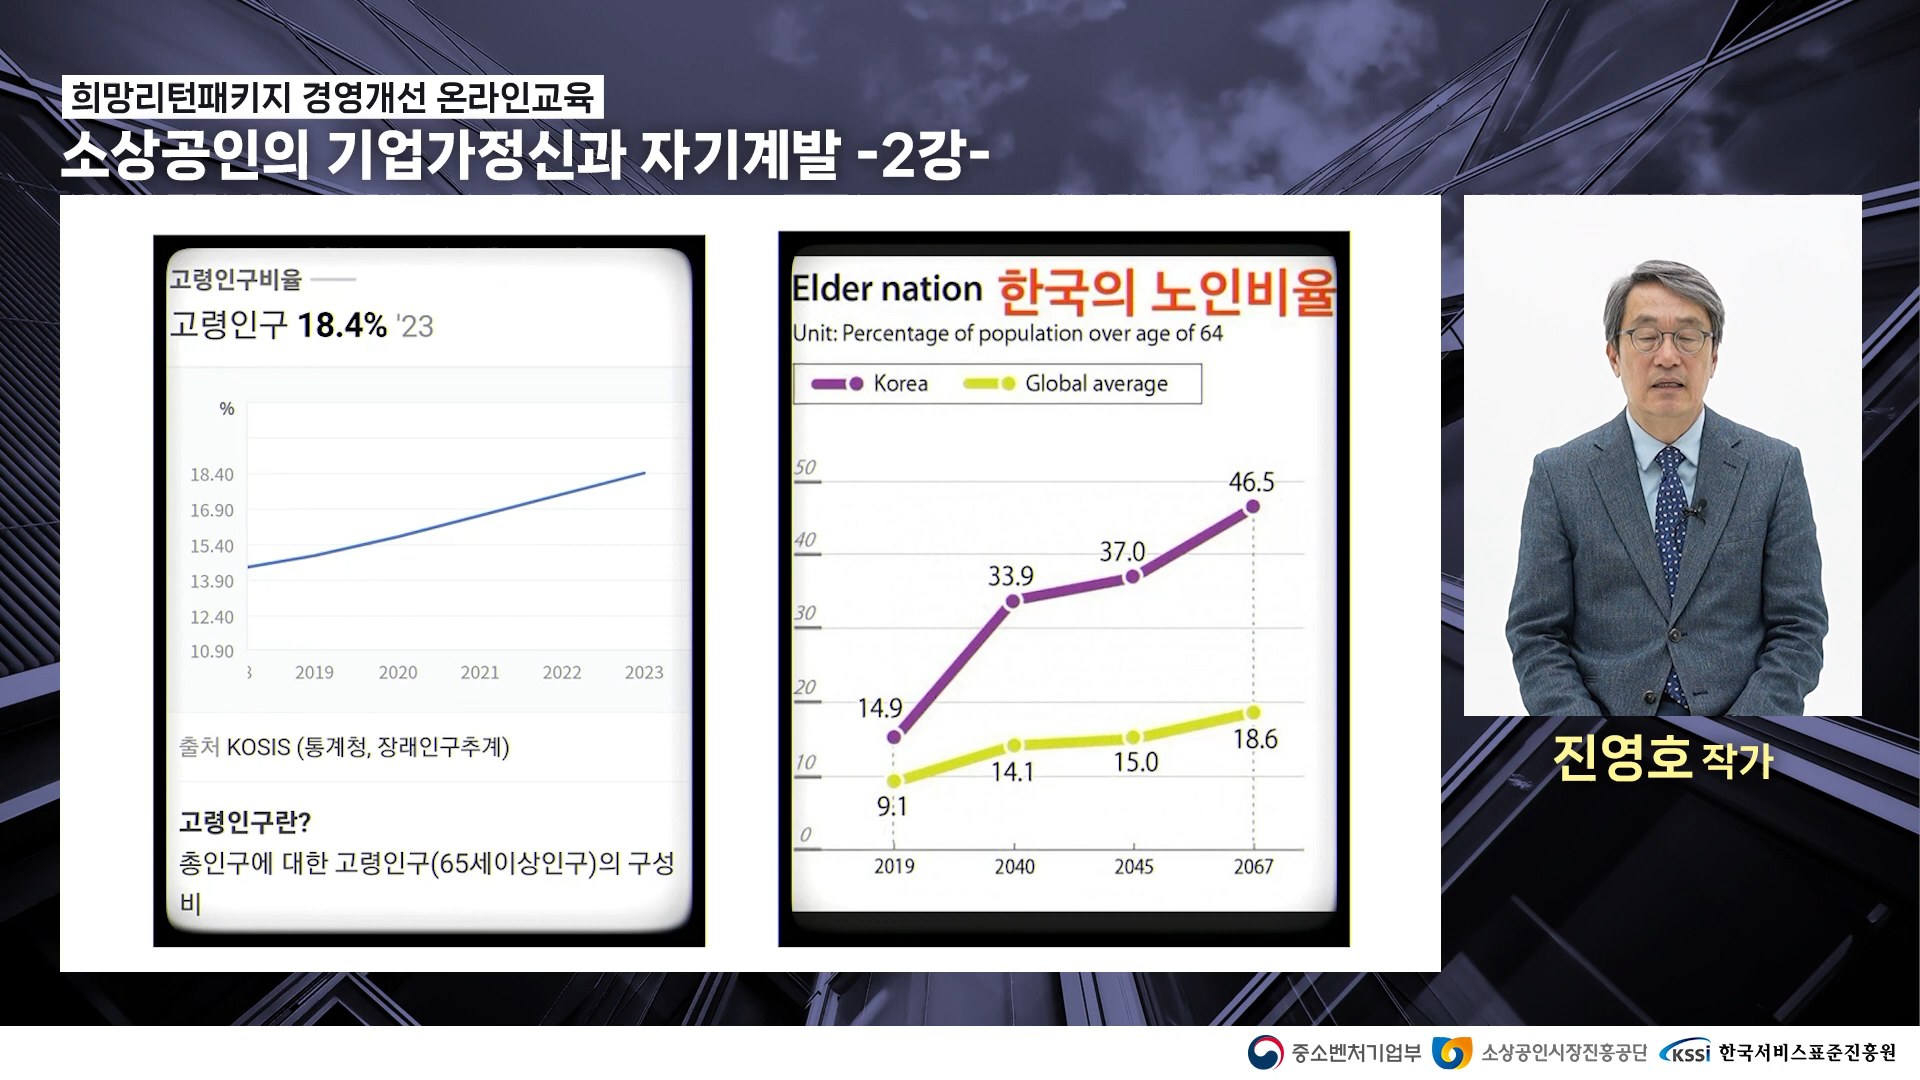 희망리턴패키지 경영개선 온라인교육
소상공인의 기업가정신과 자기계발 -2강-
고령인구비율
고령인구 18.4% '23
%
18.40
16.90
15.40
13.90
12.40
10.90
2019 2020 2021 2022 2023
출처 KOSIS (통계청, 장래인구추계)
고령인구란?
총인구에 대한 고령인구(65세이상인구)의 구성
비
Elder nation 한국의 노인비율
Unit: Percentage of population over age of 64
Korea Global average
50
40
30
20
10
0
14.9 33.9 37.0 46.5
9.1 14.1 15.0 18.6
2019 2040 2045 2067
진영호 작가
중소벤처기업부 소상공인시장진흥공단 KSSi 한국서비스표준진흥원